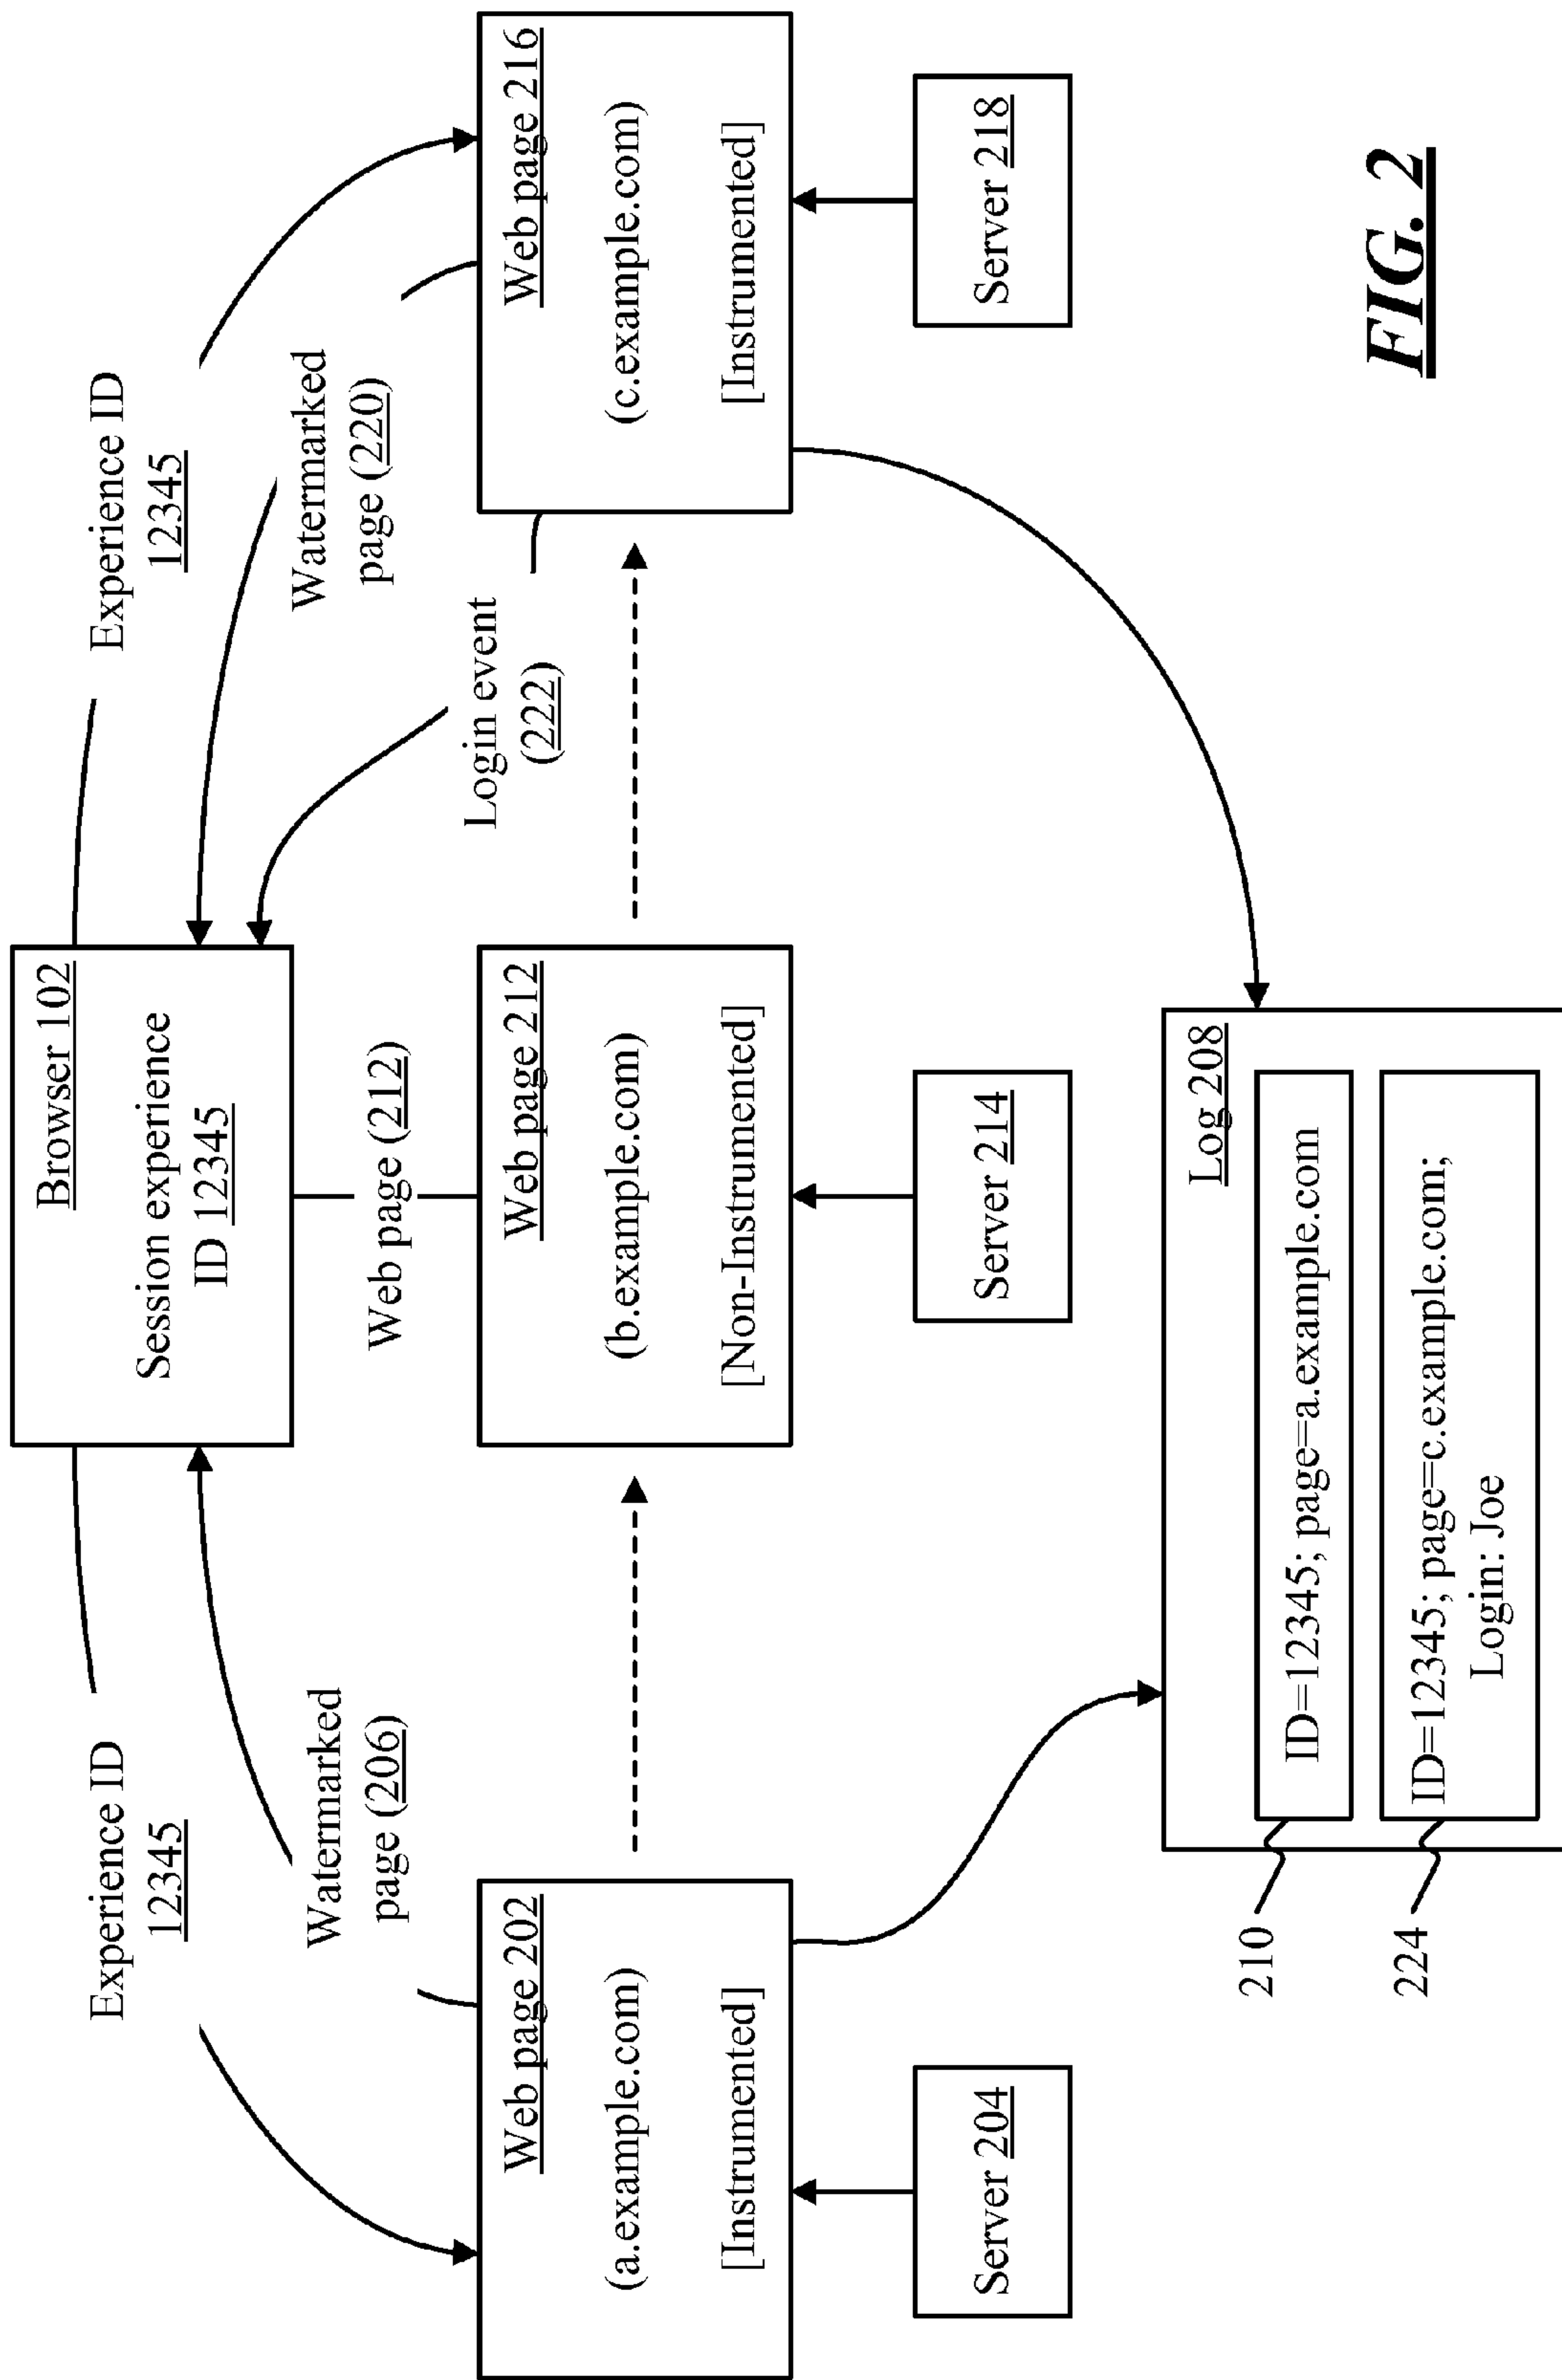 Browser 102
Session experience
ID 12345
Experience ID
12345
Experience ID
12345
Watermarked
page (206)
Web page (212)
Watermarked
page (220)
Login event
(222)
Web page 202
(a.example.com)
[Instrumented]
Web page 212
(b.example.com)
[Non-Instrumented]
Web page 216
(c.example.com)
[Instrumented]
Server 204
Server 214
Server 218
Log 208
210
ID=12345; page=a.example.com
224
ID=12345; page=c.example.com;
Login: Joe
FIG. 2